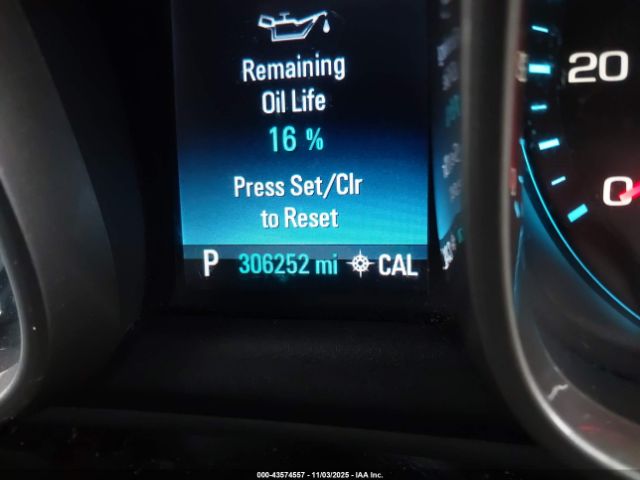 Remaining
Oil Life
16 %
Press Set/Clr
to Reset
P 306252 mi CAL
20
0
000-43574557 - 11/03/2025 - IAA Inc.